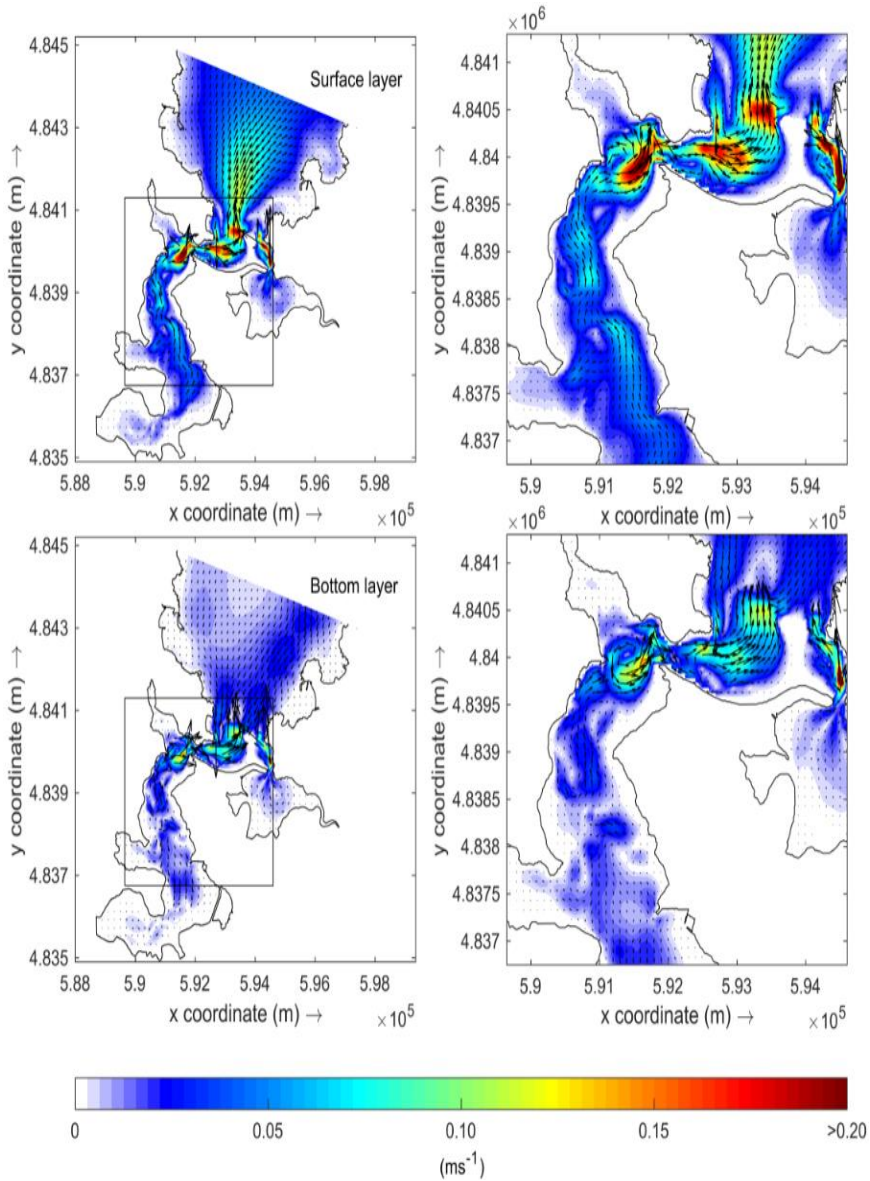 × 10⁶
4.845
4.843
4.841
4.839
4.837
4.835
y coordinate (m) →
Surface layer
5.88 5.9 5.92 5.94 5.96 5.98
x coordinate (m) → ×10⁵
4.841
4.8405
4.84
4.8395
4.839
4.8385
4.838
4.8375
4.837
y coordinate (m) →
5.9 5.91 5.92 5.93 5.94
×10⁶ x coordinate (m) → ×10⁵
×10⁶
4.845
4.843
4.841
4.839
4.837
4.835
y coordinate (m) →
Bottom layer
5.88 5.9 5.92 5.94 5.96 5.98
x coordinate (m) → ×10⁵
4.841
4.8405
4.84
4.8395
4.839
4.8385
4.838
4.8375
4.837
y coordinate (m) →
5.9 5.91 5.92 5.93 5.94
x coordinate (m) → ×10⁵
0 0.05 0.10 0.15 >0.20
(ms⁻¹)